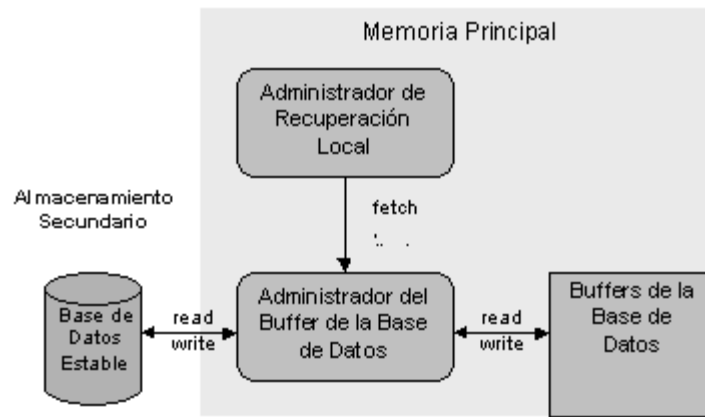 Memoria Principal
Administrador de
Recuperación
Local
Almacenamiento
Secundario
fetch
Base de
Datos
Estable
read
write
Administrador del
Buffer de la Base
de Datos
read
write
Buffers de la
Base de
Datos